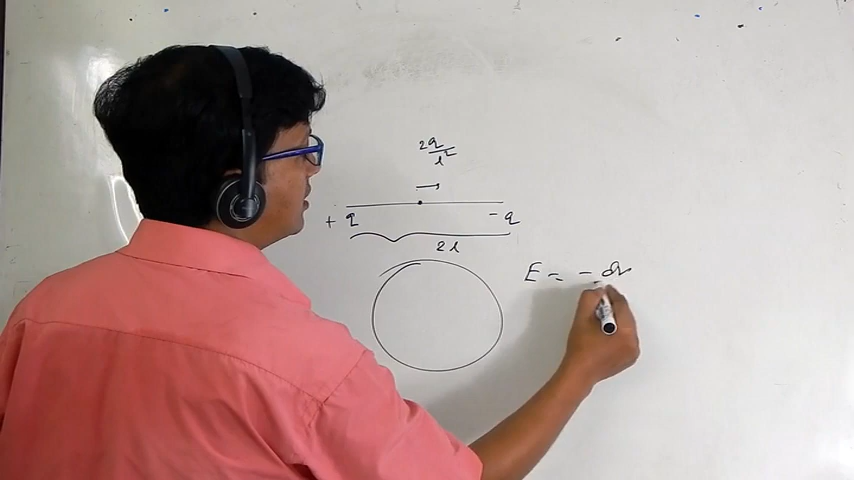 2q
l²
+ q - q
2l
E = - dv